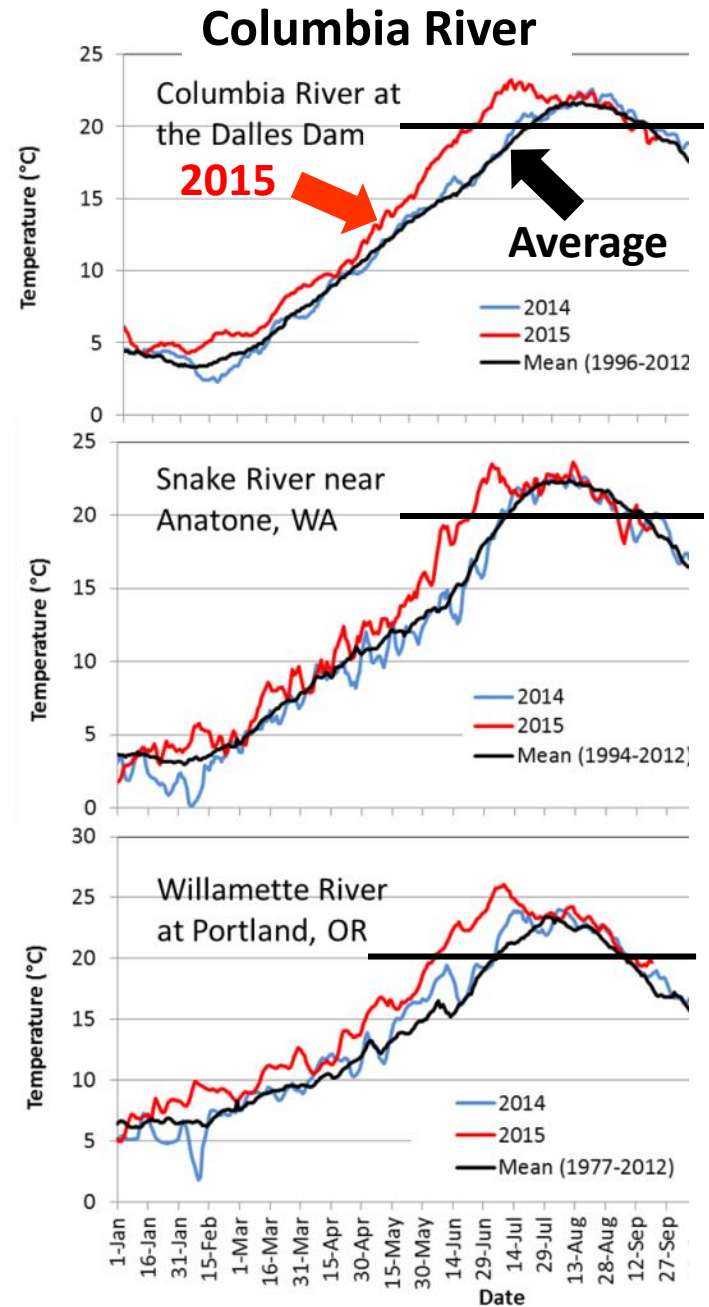 Columbia River
Temperature (°C)
25
20
15
10
5
0
Columbia River at
the Dalles Dam
2015
Average
2014
2015
Mean (1996-2012
Temperature (°C)
25
20
15
10
5
0
Snake River near
Anatone, WA
2014
2015
Mean (1994-2012)
Temperature (°C)
30
25
20
15
10
5
0
Willamette River
at Portland, OR
2014
2015
Mean (1977-2012)
1-Jan
16-Jan
31-Jan
15-Feb
1-Mar
16-Mar
31-Mar
15-Apr
30-Apr
15-May
30-May
14-Jun
29-Jun
14-Jul
29-Jul
13-Aug
28-Aug
12-Sep
27-Sep
Date